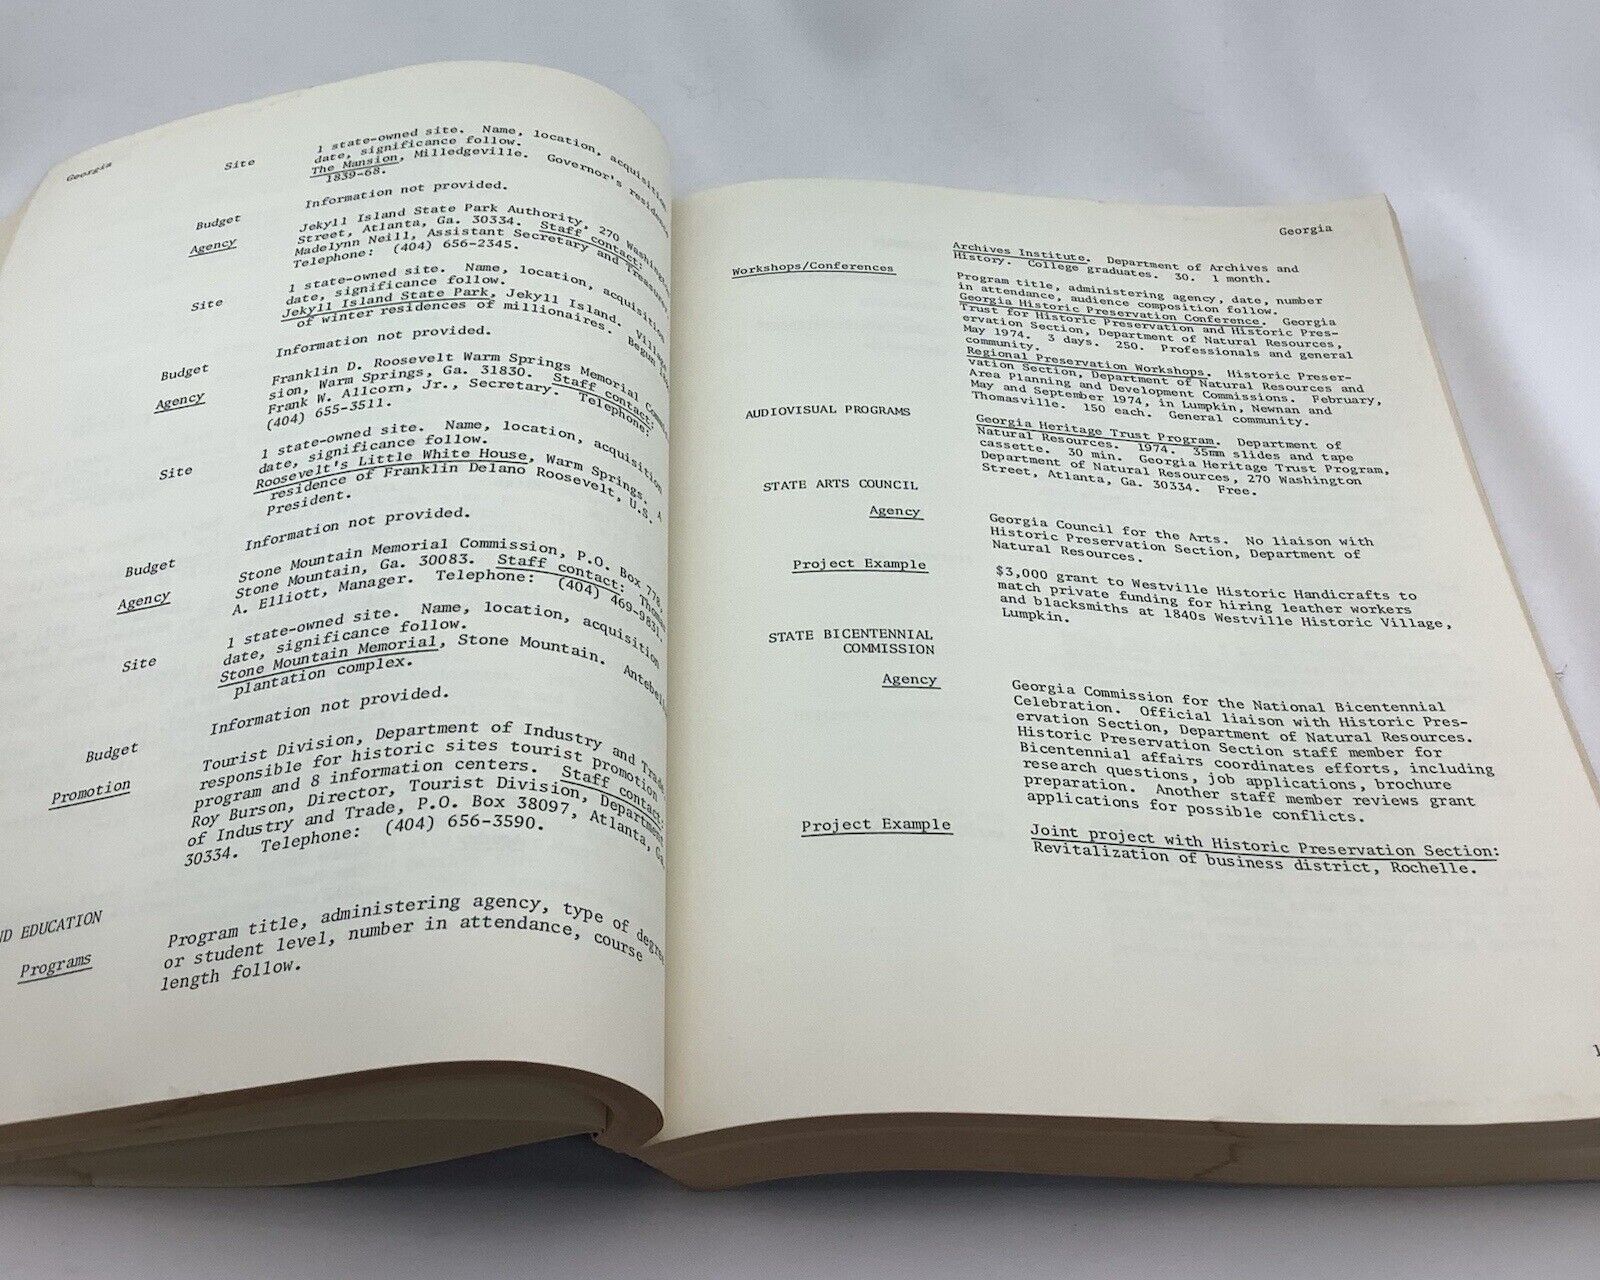 Georgia
Site
1 state-owned site. Name, location, acquisition
date, significance follow.
The Mansion, Milledgeville. Governor's
1839-68.
Budget
Information not provided.
Agency
Jekyll Island State Park Authority, 270
Street, Atlanta, Ga. 30334. Staff contact:
Madelynn Neill, Assistant Secretary and
Telephone: (404) 656-2345.
Site
1 state-owned site. Name, location, acquisition
date, significance follow.
Jekyll Island State Park, Jekyll Island.
of winter residences of millionaires. Begun
Budget
Information not provided.
Agency
Franklin D. Roosevelt Warm Springs Memorial
sion, Warm Springs, Ga. 31830. Staff contact:
Frank W. Allcorn, Jr., Secretary. Telephone:
(404) 655-3511.
Site
1 state-owned site. Name, location, acquisition
date, significance follow.
Roosevelt's Little White House, Warm Springs. A
residence of Franklin Delano Roosevelt, U.S.
President.
Budget
Information not provided.
Agency
Stone Mountain Memorial Commission, P.O. Box 778,
Stone Mountain, Ga. 30083. Staff contact:
A. Elliott, Manager. Telephone: (404) 469-9831.
Site
1 state-owned site. Name, location, acquisition
date, significance follow.
Stone Mountain Memorial, Stone Mountain.
plantation complex.
Budget
Information not provided.
Promotion
Tourist Division, Department of Industry and Trade,
responsible for historic sites tourist promotion
program and 8 information centers. Staff contact:
Roy Burson, Director, Tourist Division, Department
of Industry and Trade, P.O. Box 38097, Atlanta, Ga.
30334. Telephone: (404) 656-3590.
ND EDUCATION
Programs
Program title, administering agency, type of
or student level, number in attendance, course
length follow.
Georgia
Archives Institute. Department of Archives and
History. College graduates. 30. 1 month.
Workshops/Conferences
Program title, administering agency, date, number
in attendance, audience composition follow.
Georgia Historic Preservation Conference. Georgia
Trust for Historic Preservation and Historic Pres-
ervation Section, Department of Natural Resources,
May 1974. 3 days. 250. Professionals and general
community.
Regional Preservation Workshops. Historic Preser-
vation Section, Department of Natural Resources and
Area Planning and Development Commissions. February,
May and September 1974, in Lumpkin, Newnan and
Thomasville. 150 each. General community.
AUDIOVISUAL PROGRAMS
Georgia Heritage Trust Program. Department of
Natural Resources. 1974. 35mm slides and tape
cassette. 30 min. Georgia Heritage Trust Program,
Department of Natural Resources, 270 Washington
Street, Atlanta, Ga. 30334. Free.
STATE ARTS COUNCIL
Agency
Georgia Council for the Arts. No liaison with
Historic Preservation Section, Department of
Natural Resources.
Project Example
$3,000 grant to Westville Historic Handicrafts to
match private funding for hiring leather workers
and blacksmiths at 1840s Westville Historic Village,
Lumpkin.
STATE BICENTENNIAL
COMMISSION
Agency
Georgia Commission for the National Bicentennial
Celebration. Official liaison with Historic Pres-
ervation Section, Department of Natural Resources.
Historic Preservation Section staff member for
Bicentennial affairs coordinates efforts, including
research questions, job applications, brochure
preparation. Another staff member reviews grant
applications for possible conflicts.
Project Example
Joint project with Historic Preservation Section:
Revitalization of business district, Rochelle.